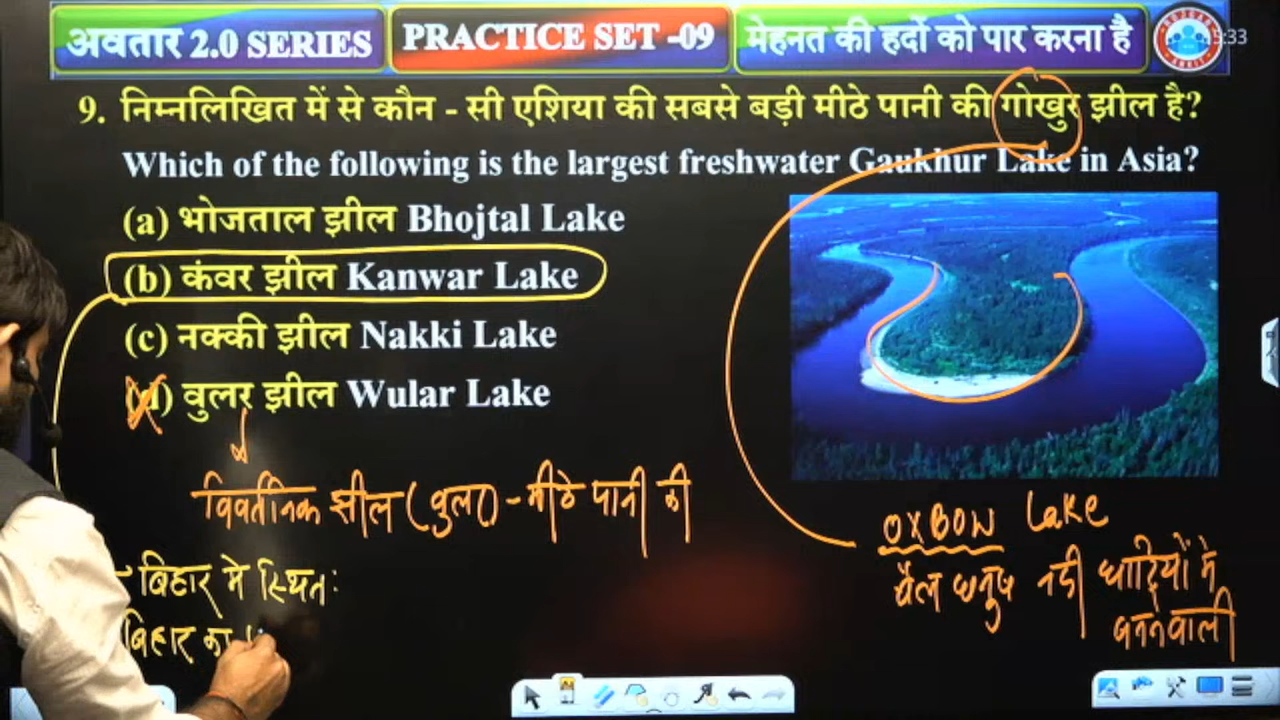 अवतार 2.0 SERIES
PRACTICE SET -09
मेहनत की हदों को पार करना है
5:33
9. निम्नलिखित में से कौन - सी एशिया की सबसे बड़ी मीठे पानी की गोखुर झील है?
Which of the following is the largest freshwater Gaukhur Lake in Asia?
(a) भोजताल झील Bhojtal Lake
(b) कंवर झील Kanwar Lake
(c) नक्की झील Nakki Lake
(d) वुलर झील Wular Lake
विवर्तनिक झील (वुलर) - मीठे पानी की
OXBOW Lake
नदी घाटियों में
बननेवाली
- बिहार में स्थित:
बिहार का